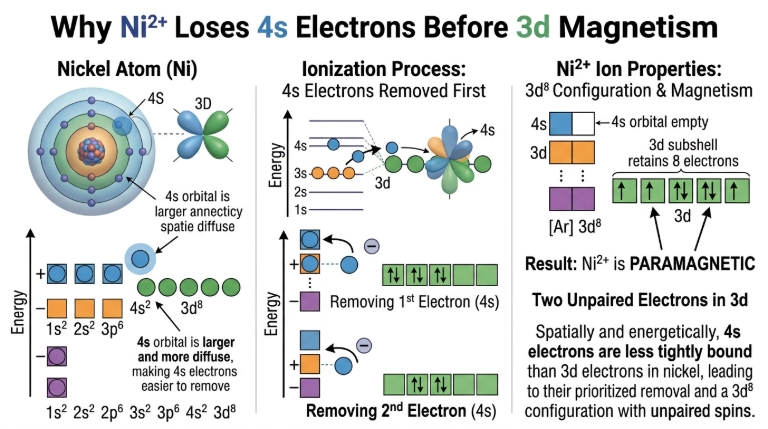 Why Ni²⁺ Loses 4s Electrons Before 3d Magnetism
Nickel Atom (Ni)
4S
3D
4s orbital is
larger annecticy
spatie diffuse
Energy
+
−
4s² 3d⁸
1s² 2s² 3p⁶
−
4s orbital is larger
and more diffuse,
making 4s electrons
easier to remove
1s² 2s² 2p⁶ 3s² 3p⁶ 4s² 3d⁸
Ionization Process:
4s Electrons Removed First
Energy
4s
3s
2s
1s
3d
4s
Energy
−
+
−
Removing 1ˢᵗ Electron (4s)
−
+
−
Removing 2ⁿᵈ Electron (4s)
Ni²⁺ Ion Properties:
3d⁸ Configuration & Magnetism
4s
4s orbital empty
3d
3d subshell
retains 8 electrons
[Ar] 3d⁸
3d
Result: Ni²⁺ is PARAMAGNETIC
Two Unpaired Electrons in 3d
Spatially and energetically, 4s
electrons are less tightly bound
than 3d electrons in nickel, leading
to their prioritized removal and a 3d⁸
configuration with unpaired spins.